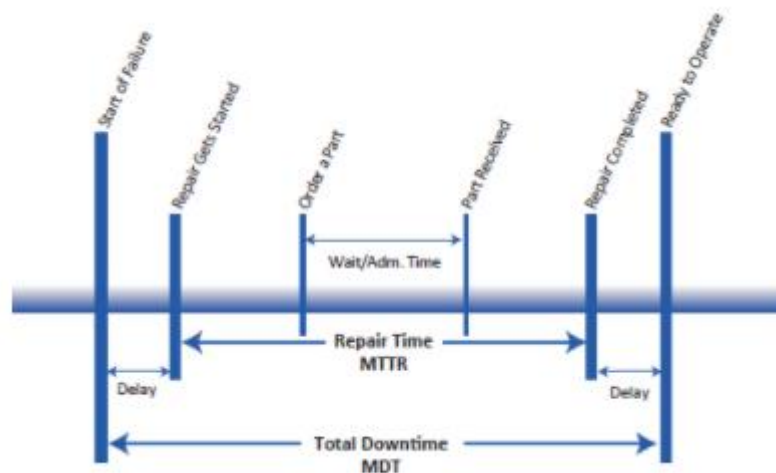 Start of Failure
Repair Gets Started
Order a Part
Part Received
Repair Completed
Ready to Operate
Wait/Adm. Time
Repair Time
MTTR
Delay
Delay
Total Downtime
MDT